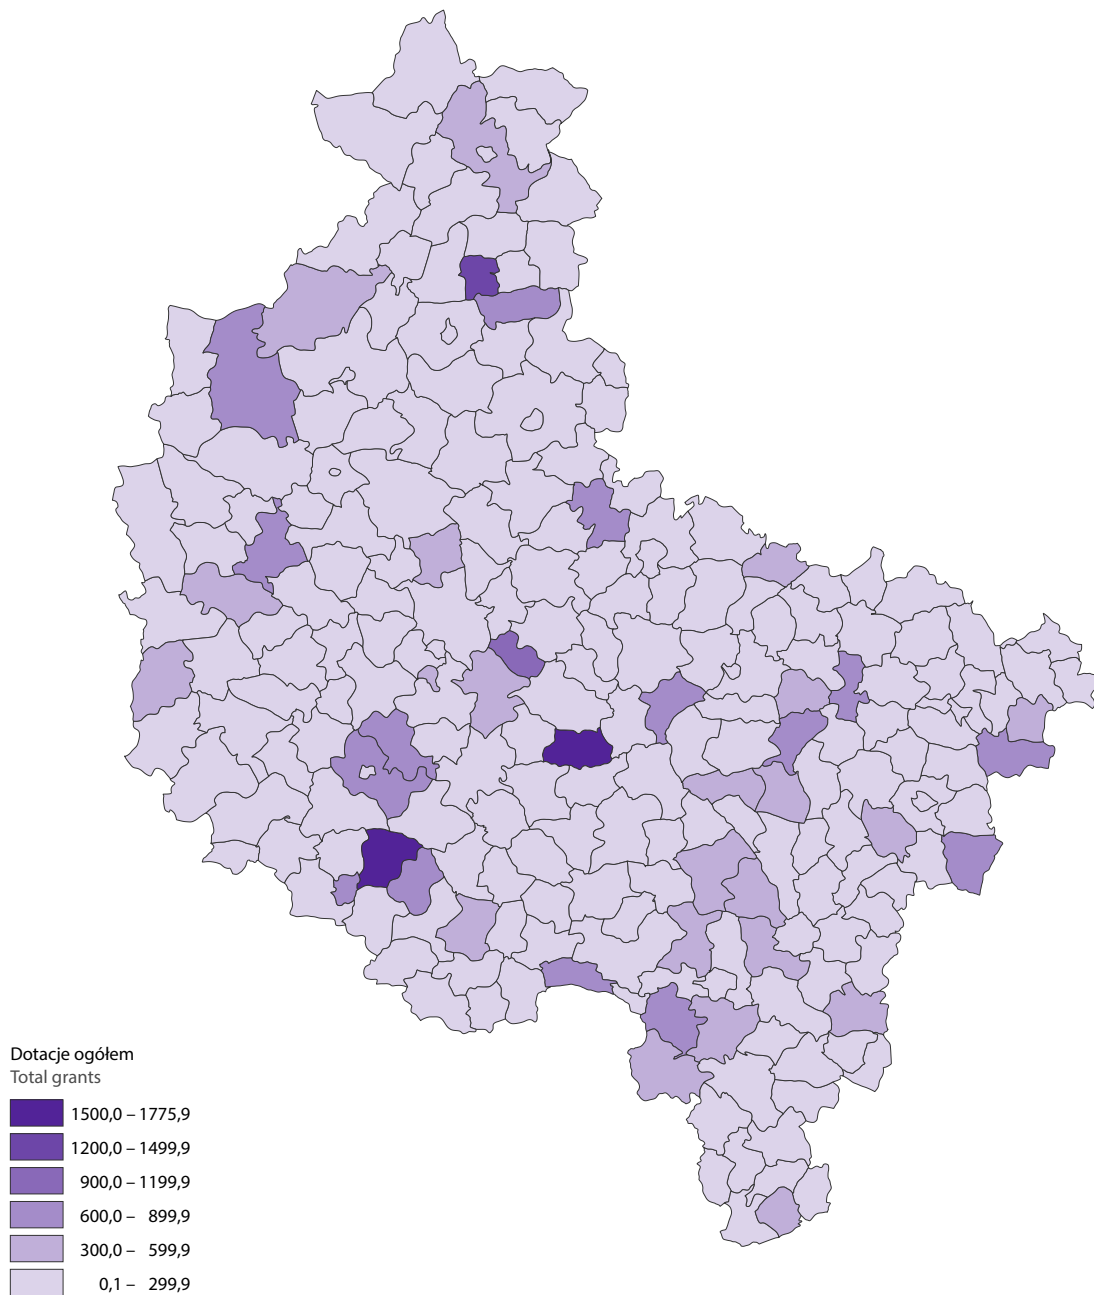 Dotacje ogółem
Total grants
1500,0 – 1775,9
1200,0 – 1499,9
900,0 – 1199,9
600,0 – 899,9
300,0 – 599,9
0,1 – 299,9